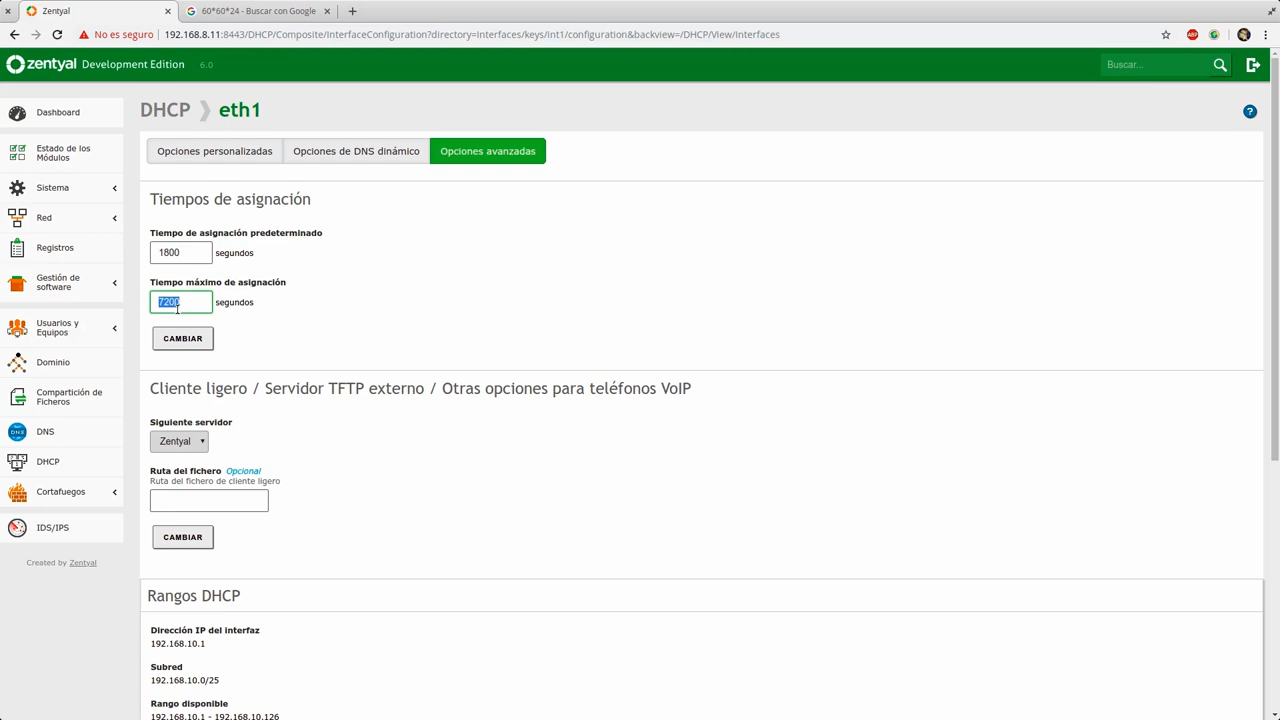 Zentyal
60*60*24 - Buscar con Google
No es seguro
192.168.8.11:8443/DHCP/Composite/InterfaceConfiguration?directory=Interfaces/keys/int1/configuration&backview=/DHCP/View/Interfaces
zentyal Development Edition 6.0
Buscar...
Dashboard
Estado de los
Módulos
Sistema
Red
Registros
Gestión de
software
Usuarios y
Equipos
Dominio
Compartición de
Ficheros
DNS
DHCP
Cortafuegos
IDS/IPS
Created by Zentyal
DHCP eth1
Opciones personalizadas
Opciones de DNS dinámico
Opciones avanzadas
Tiempos de asignación
Tiempo de asignación predeterminado
1800 segundos
Tiempo máximo de asignación
7200 segundos
CAMBIAR
Cliente ligero / Servidor TFTP externo / Otras opciones para teléfonos VoIP
Siguiente servidor
Zentyal
Ruta del fichero Opcional
Ruta del fichero de cliente ligero
CAMBIAR
Rangos DHCP
Dirección IP del interfaz
192.168.10.1
Subred
192.168.10.0/25
Rango disponible
192.168.10.1 - 192.168.10.126